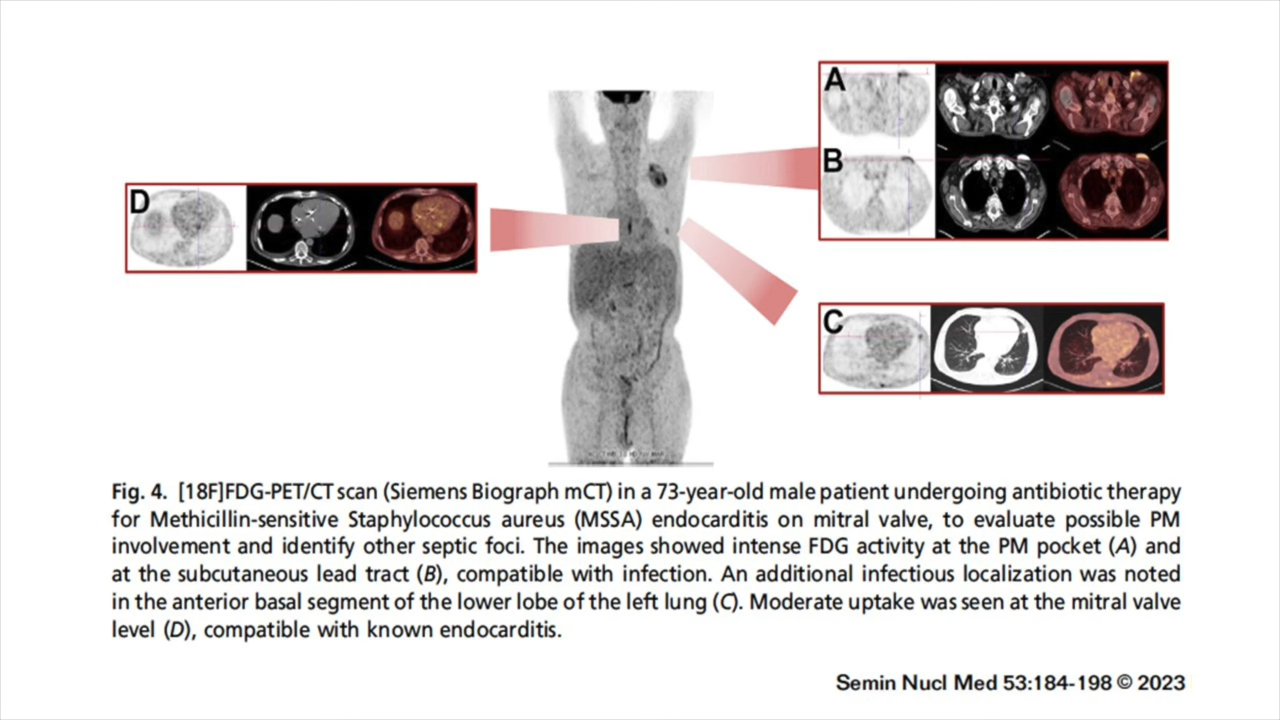 A
B
D
C
Fig. 4. [18F]FDG-PET/CT scan (Siemens Biograph mCT) in a 73-year-old male patient undergoing antibiotic therapy
for Methicillin-sensitive Staphylococcus aureus (MSSA) endocarditis on mitral valve, to evaluate possible PM
involvement and identify other septic foci. The images showed intense FDG activity at the PM pocket (A) and
at the subcutaneous lead tract (B), compatible with infection. An additional infectious localization was noted
in the anterior basal segment of the lower lobe of the left lung (C). Moderate uptake was seen at the mitral valve
level (D), compatible with known endocarditis.
Semin Nucl Med 53:184-198 © 2023